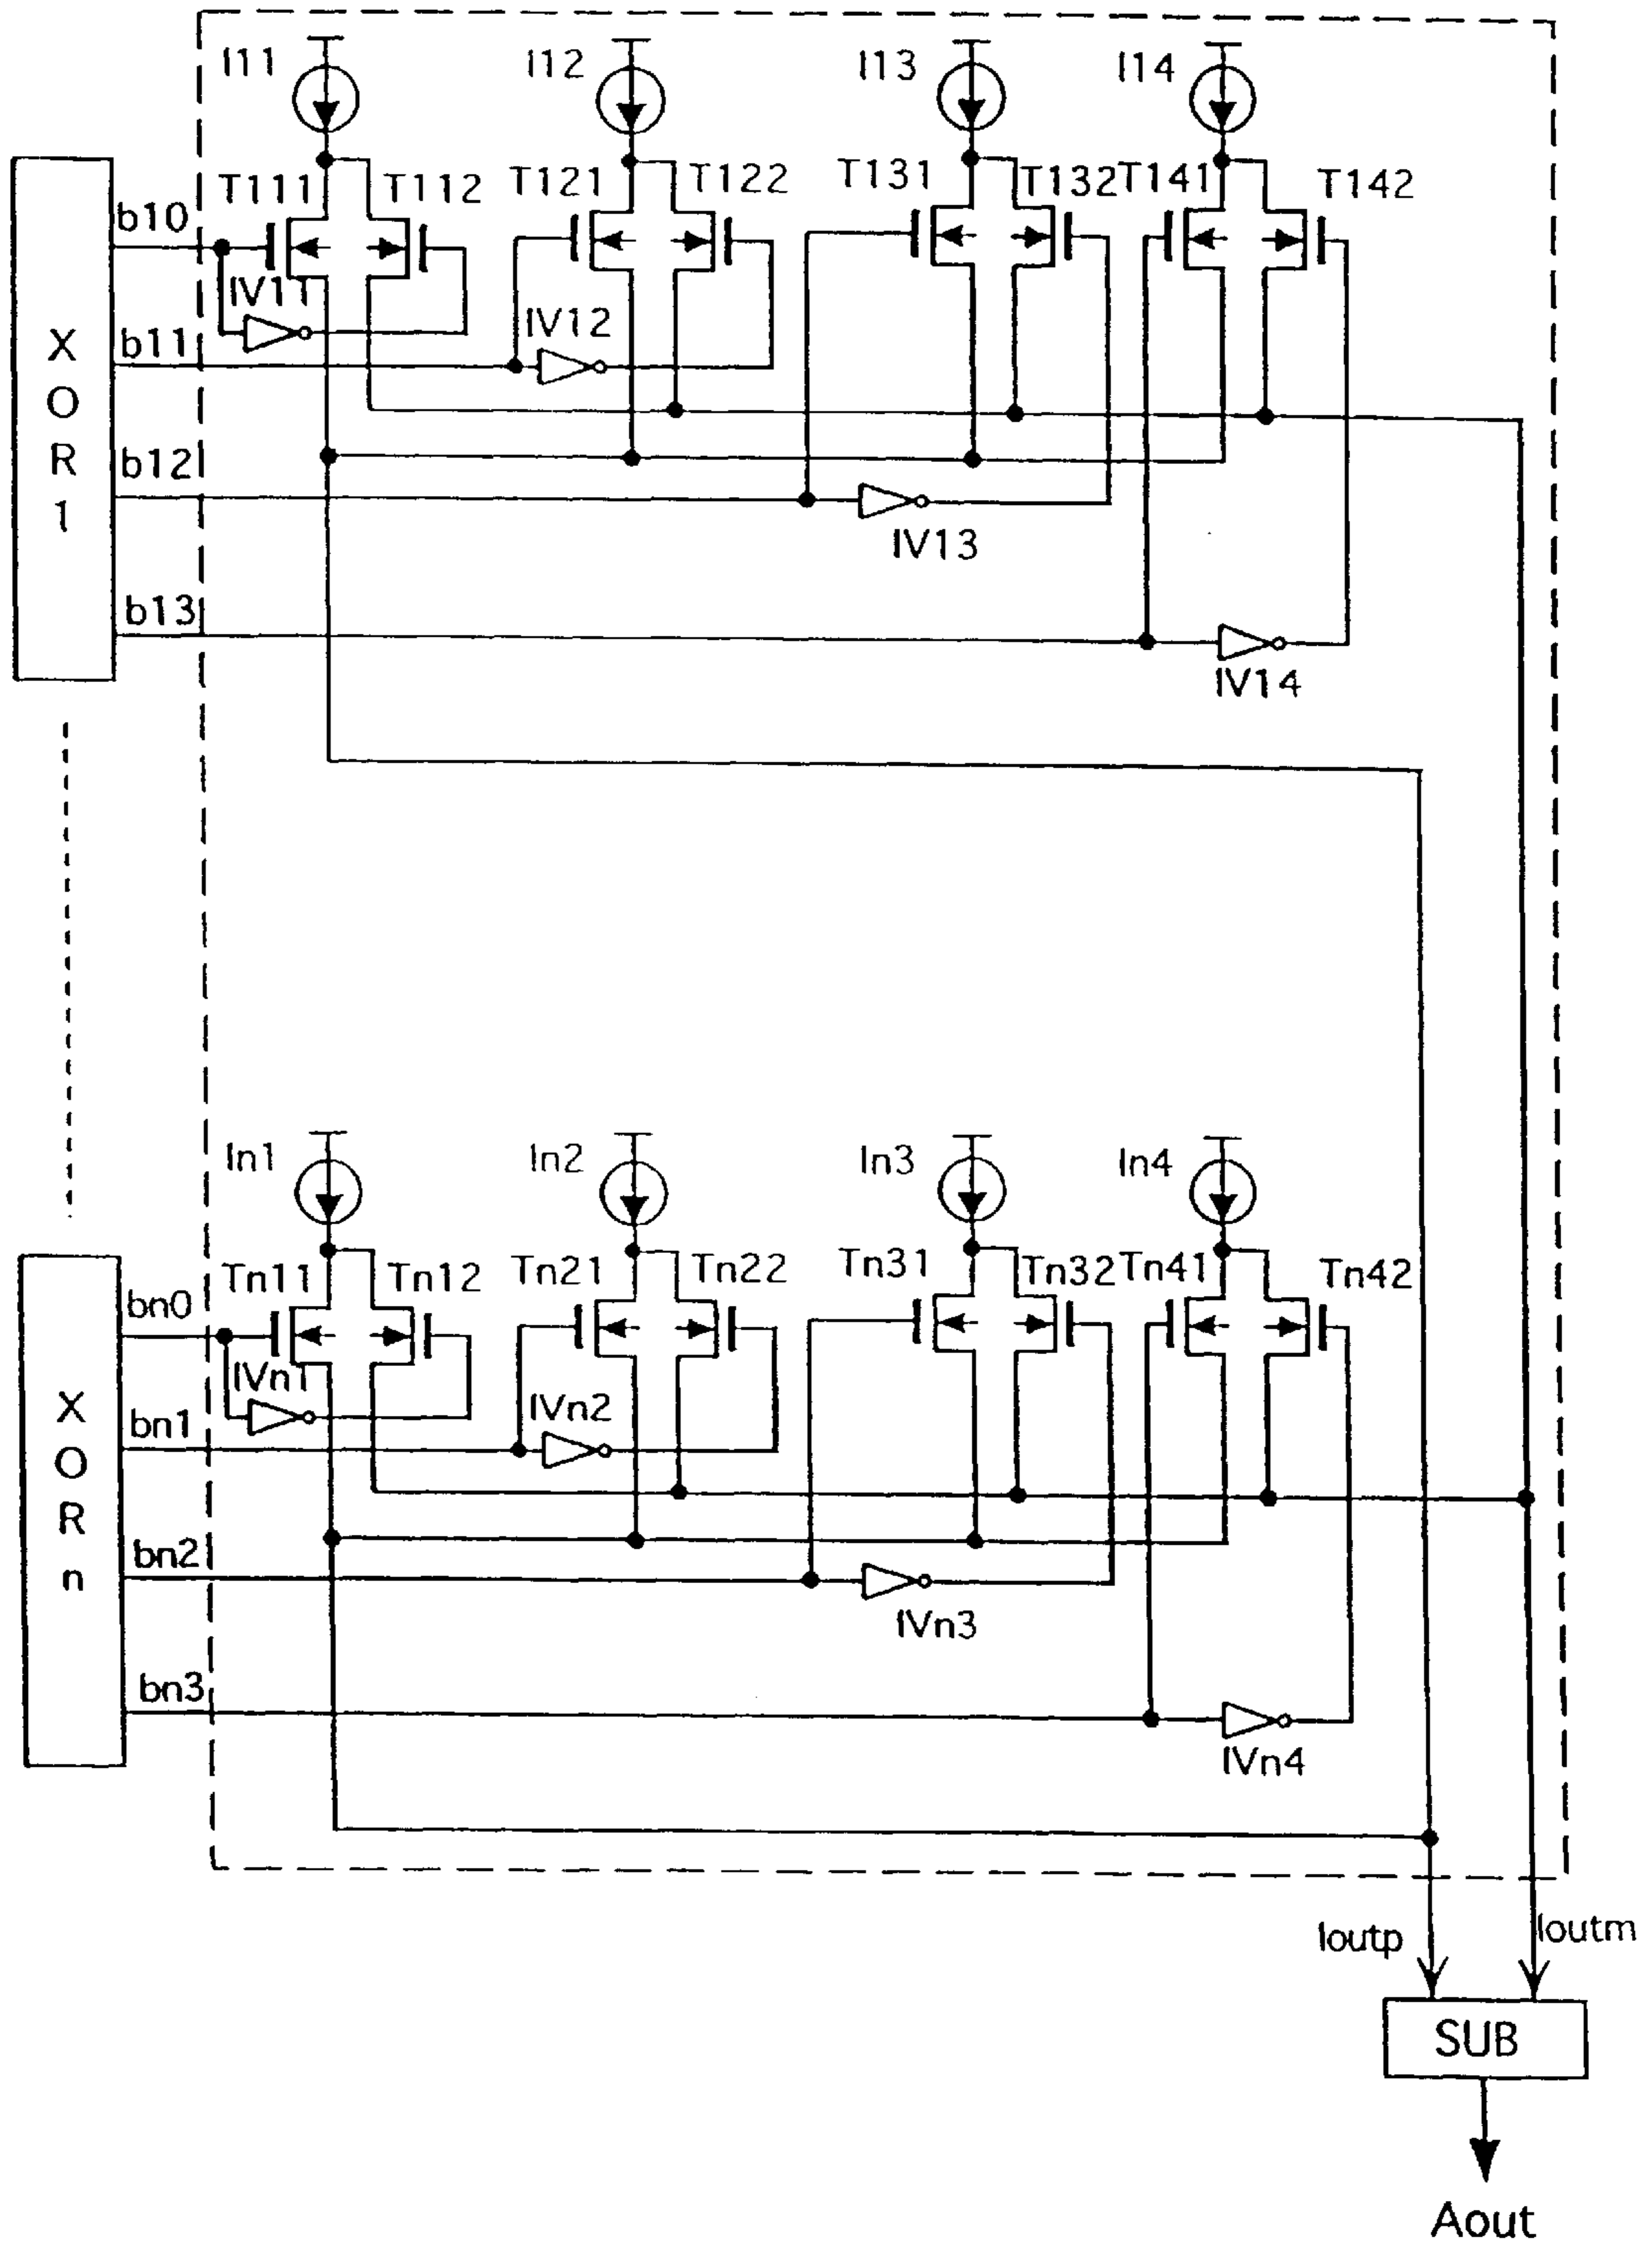 I11 I12 I13 I14
T111 T112 T121 T122 T131 T132 T141 T142
b10
IV11
IV12
b11
X
O
R
1
b12
IV13
b13
IV14
In1 In2 In3 In4
Tn11 Tn12 Tn21 Tn22 Tn31 Tn32 Tn41 Tn42
bn0
IVn1
IVn2
bn1
X
O
R
n
bn2
IVn3
bn3
IVn4
Ioutp Ioutm
SUB
Aout